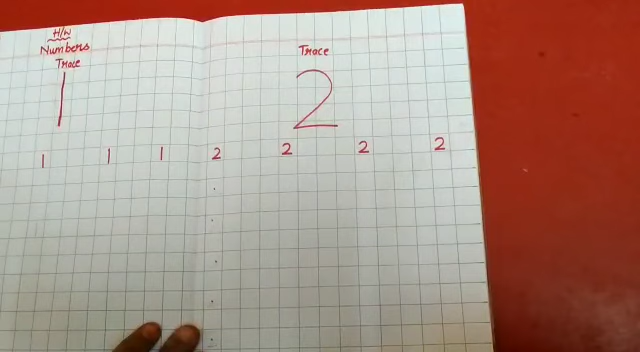 H/W
Numbers
Trace
1
1 1 1
Trace
2
2 2 2 2